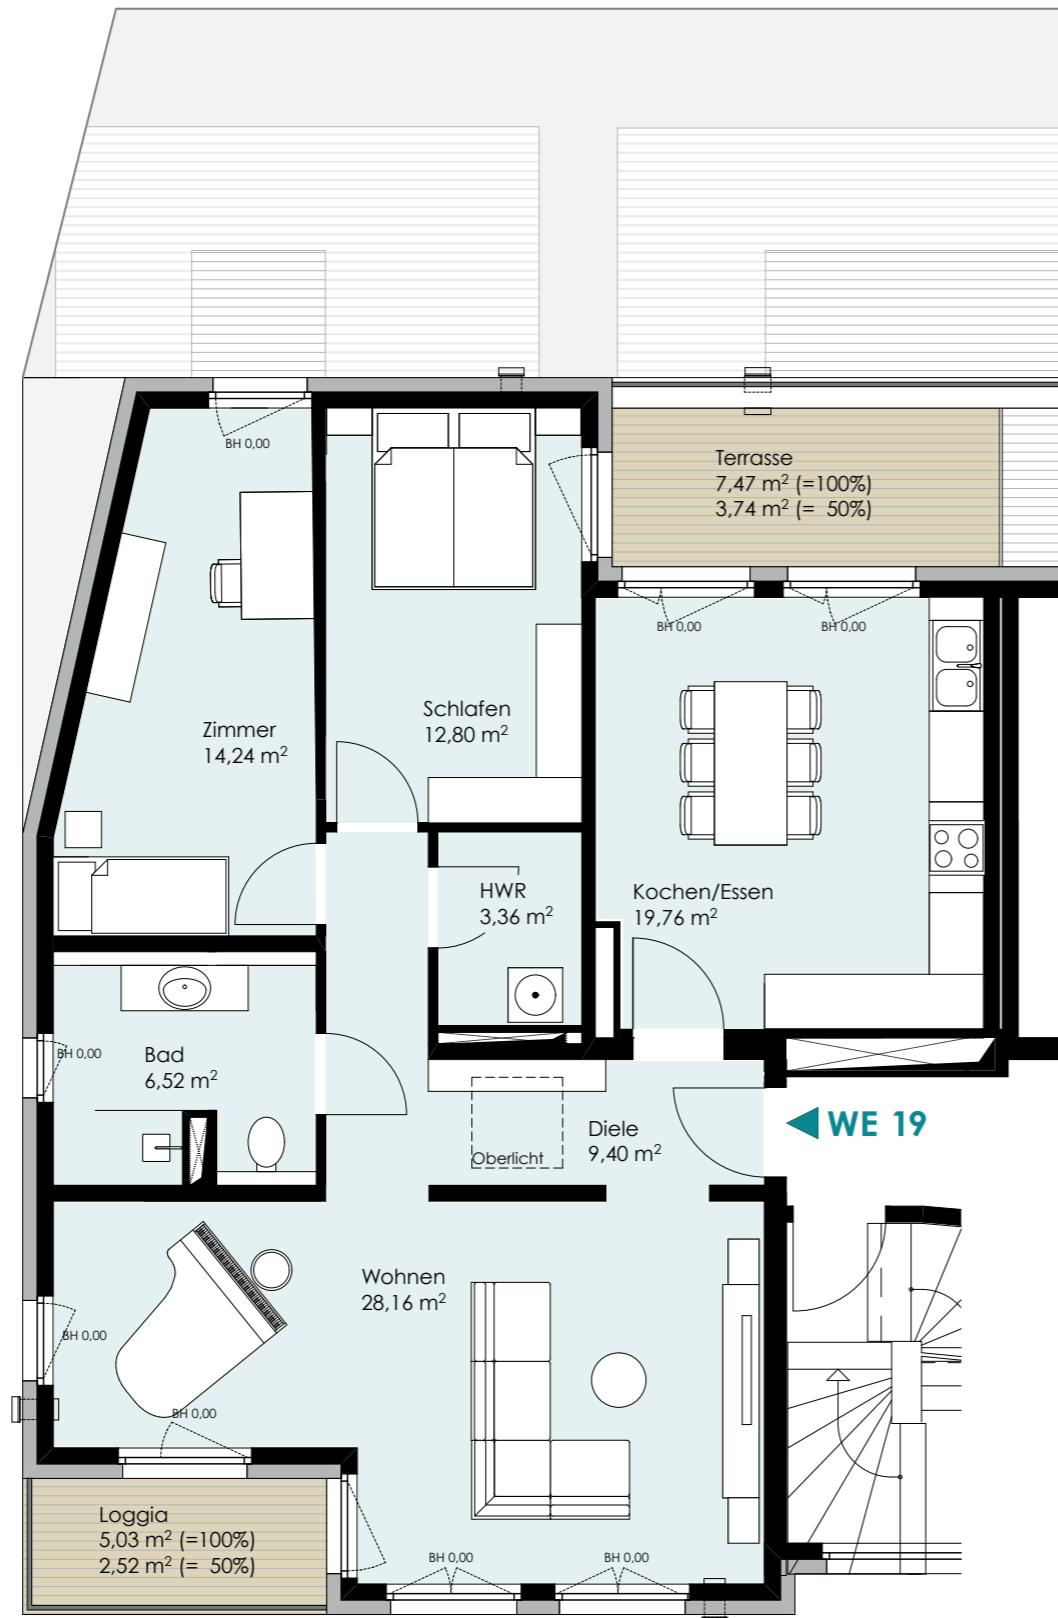 BH 0,00
Terrasse
7,47 m² (=100%)
3,74 m² (=  50%)
BH 0,00
BH 0,00
Schlafen
12,80 m²
Zimmer
14,24 m²
HWR
3,36 m²
Kochen/Essen
19,76 m²
BH 0,00
Bad
6,52 m²
Diele
9,40 m²
WE 19
Oberlicht
Wohnen
28,16 m²
BH 0,00
BH 0,00
Loggia
5,03 m² (=100%)
2,52 m² (=  50%)
BH 0,00
BH 0,00